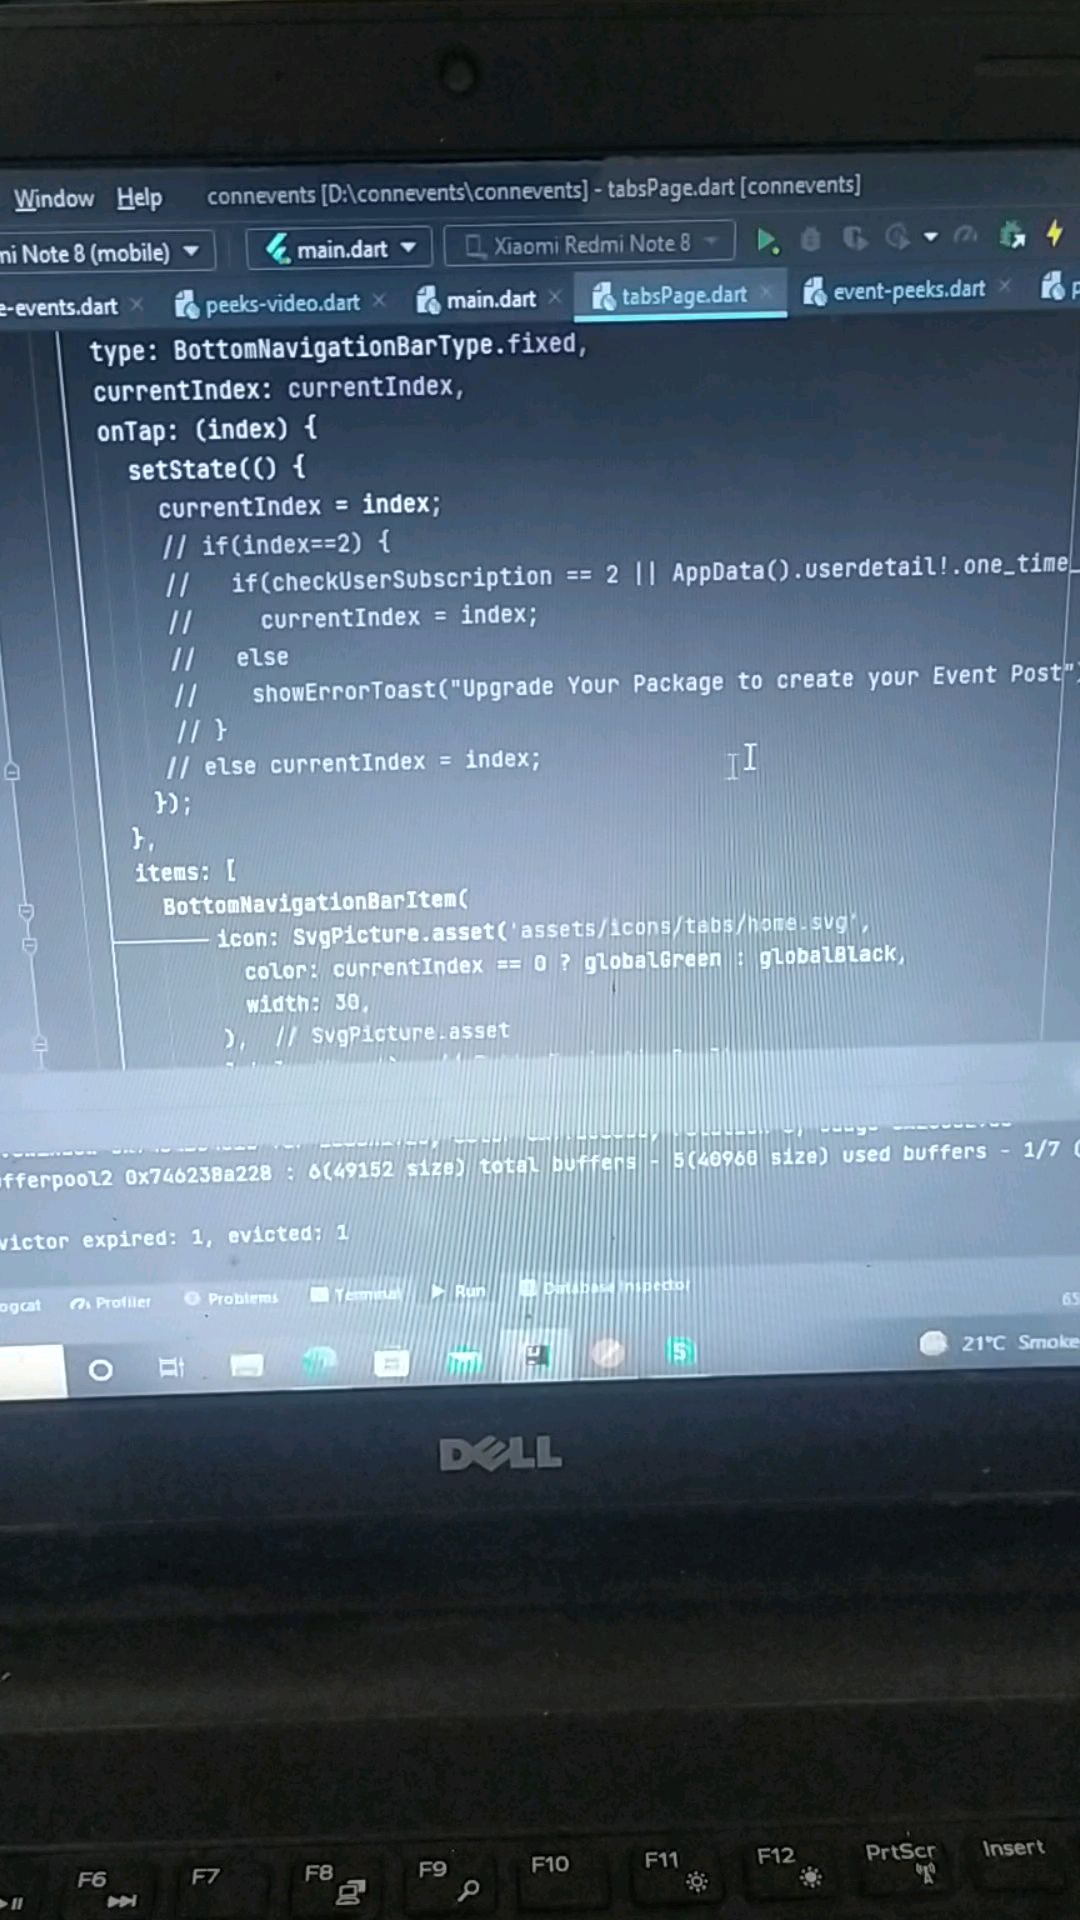 Window Help connevents [D:\connevents\connevents] - tabsPage.dart [connevents]
mi Note 8 (mobile) main.dart Xiaomi Redmi Note 8
e-events.dart peeks-video.dart main.dart tabsPage.dart event-peeks.dart p
type: BottomNavigationBarType.fixed,
currentIndex: currentIndex,
onTap: (index) {
setState(() {
currentIndex = index;
// if(index==2) {
// if(checkUserSubscription == 2 || AppData().userdetail!.one_time_
// currentIndex = index;
// else
// showErrorToast("Upgrade Your Package to create your Event Post")
// }
// else currentIndex = index;
});
},
items: [
BottomNavigationBarItem(
icon: SvgPicture.asset('assets/icons/tabs/home.svg',
color: currentIndex == 0 ? globalGreen : globalBlack,
width: 30,
), // SvgPicture.asset
fferpool2 0x746238a228 : 6(49152 size) total buffers - 5(40960 size) used buffers - 1/7 (
victor expired: 1, evicted: 1
ogcat Profiler Problems Terminal Run Database Inspector
65
21°C Smoke
DELL
F6 F7 F8 F9 F10 F11 F12 PrtScr Insert